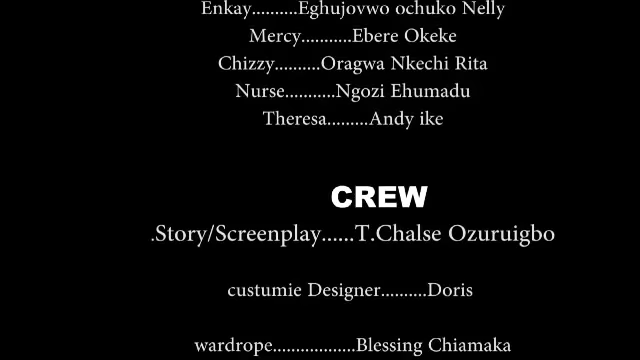 Enkay..........Eghujovwo ochuko Nelly
Mercy...........Ebere Okeke
Chizzy..........Oragwa Nkechi Rita
Nurse...........Ngozi Ehumadu
Theresa.........Andy ike
CREW
.Story/Screenplay......T.Chalse Ozuruigbo
custumie Designer..........Doris
wardrope..................Blessing Chiamaka